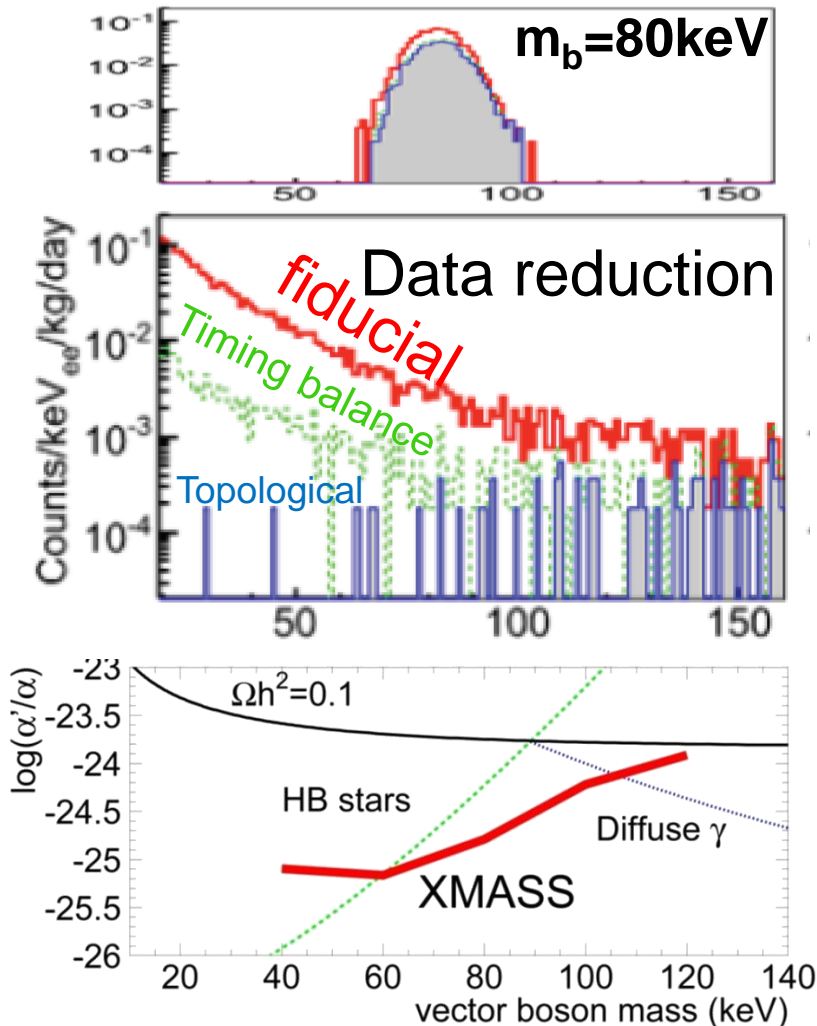 10⁻¹
m_b=80keV
10⁻²
10⁻³
10⁻⁴
50 100 150
Counts/keV_ee/kg/day
10⁻¹
fiducial
Data reduction
10⁻²
Timing balance
10⁻³
Topological
10⁻⁴
50 100 150
log(α'/α)
-23
Ωh²=0.1
-23.5
-24
HB stars
-24.5
Diffuse γ
-25
XMASS
-25.5
-26
20 40 60 80 100 120 140
vector boson mass (keV)